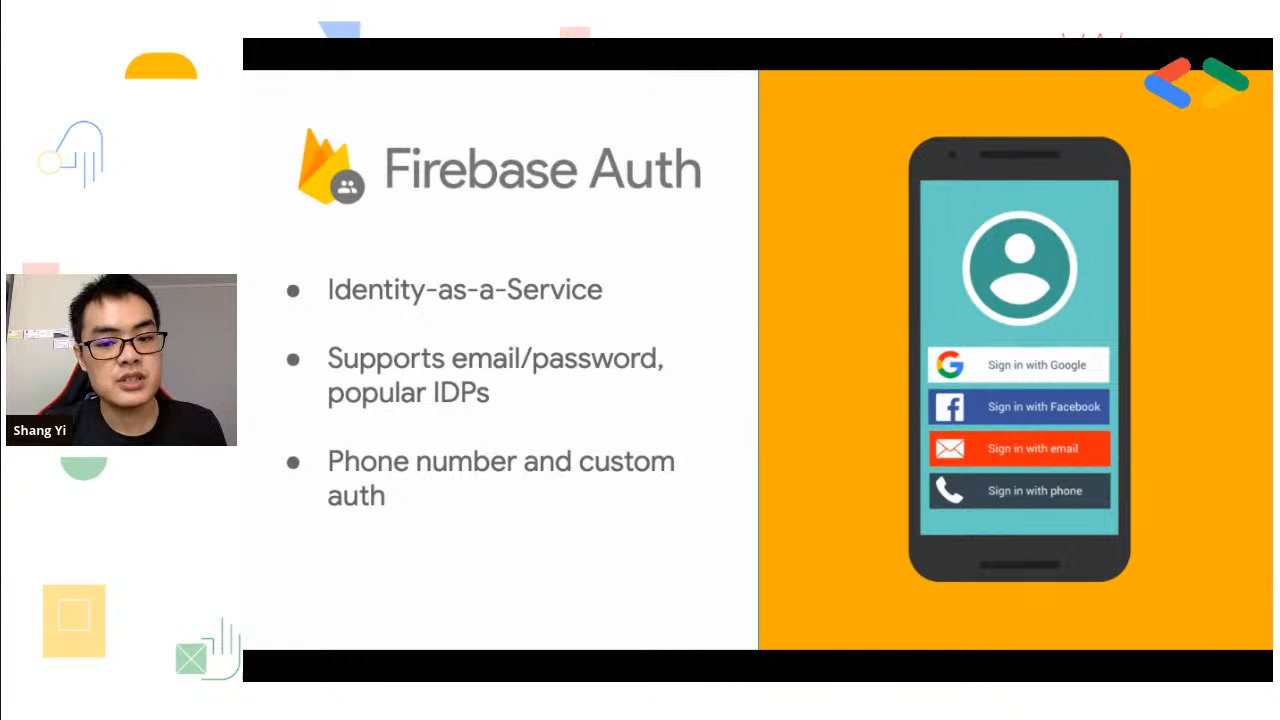 Firebase Auth
● Identity-as-a-Service
● Supports email/password,
popular IDPs
● Phone number and custom
auth
Shang Yi
Sign in with Google
Sign in with Facebook
Sign in with email
Sign in with phone